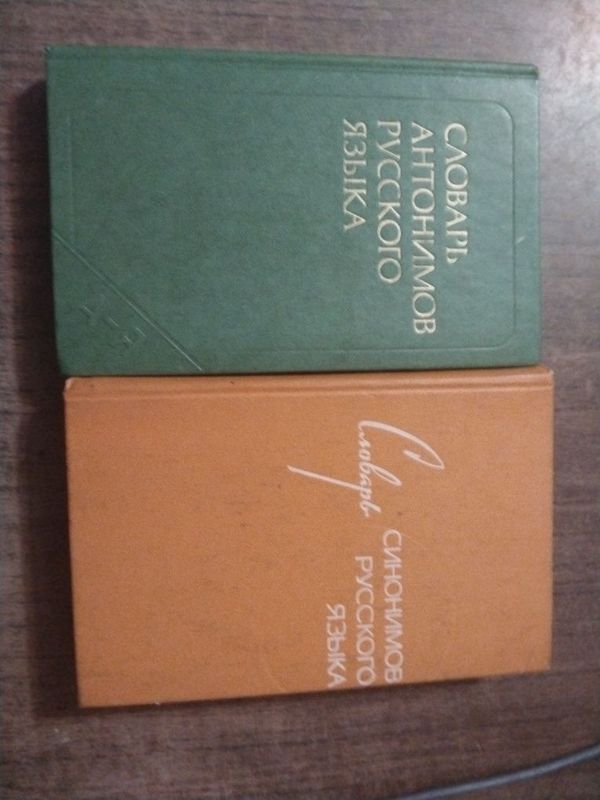 СЛОВАРЬ
АНТОНИМОВ
РУССКОГО
ЯЗЫКА
Словарь
СИНОНИМОВ
РУССКОГО
ЯЗЫКА